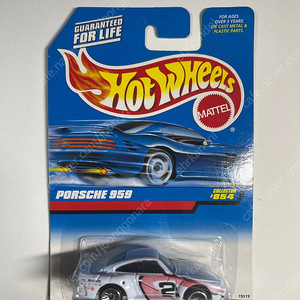 GUARANTEED
FOR LIFE
FOR AGES
OVER 3 YEARS.
DIE CAST METAL &
PLASTIC PARTS.
HOT WHEELS
MATTEL
PORSCHE 959
COLLECTOR
#854
2
19519